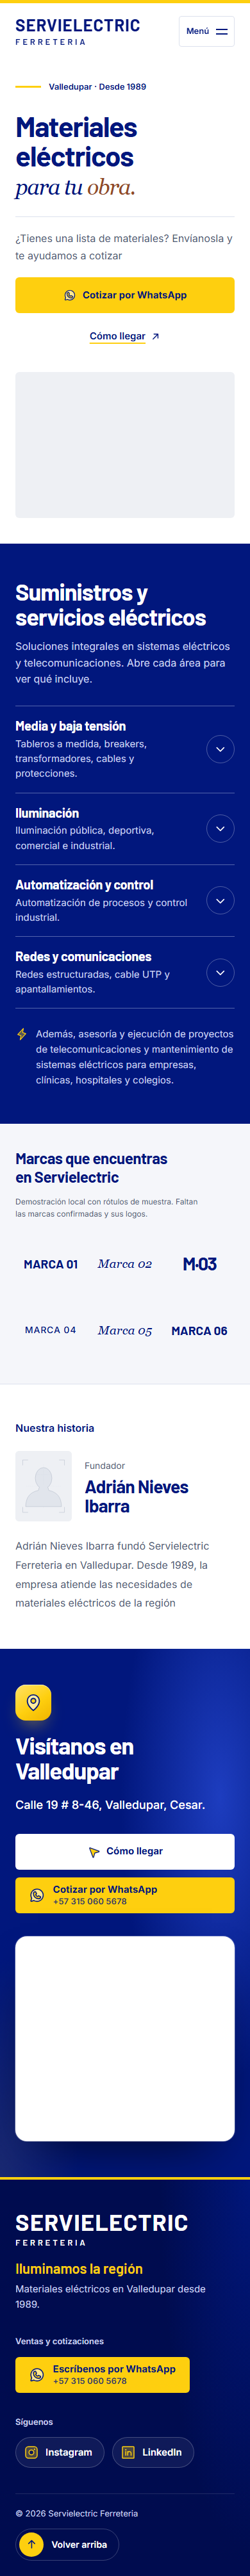 SERVIELECTRIC
FERRETERIA
Menú
Valledupar · Desde 1989
Materiales
eléctricos
para tu obra.
¿Tienes una lista de materiales? Envíanosla y
te ayudamos a cotizar
Cotizar por WhatsApp
Cómo llegar
Suministros y
servicios eléctricos
Soluciones integrales en sistemas eléctricos
y telecomunicaciones. Abre cada área para
ver qué incluye.
Media y baja tensión
Tableros a medida, breakers,
transformadores, cables y
protecciones.
Iluminación
Iluminación pública, deportiva,
comercial e industrial.
Automatización y control
Automatización de procesos y control
industrial.
Redes y comunicaciones
Redes estructuradas, cable UTP y
apantallamientos.
Además, asesoría y ejecución de proyectos
de telecomunicaciones y mantenimiento de
sistemas eléctricos para empresas,
clínicas, hospitales y colegios.
Marcas que encuentras
en Servielectric
Demostración local con rótulos de muestra. Faltan
las marcas confirmadas y sus logos.
MARCA 01
Marca 02
M·03
MARCA 04
Marca 05
MARCA 06
Nuestra historia
Fundador
Adrián Nieves
Ibarra
Adrián Nieves Ibarra fundó Servielectric
Ferreteria en Valledupar. Desde 1989, la
empresa atiende las necesidades de
materiales eléctricos de la región
Visítanos en
Valledupar
Calle 19 # 8-46, Valledupar, Cesar.
Cómo llegar
Cotizar por WhatsApp
+57 315 060 5678
SERVIELECTRIC
FERRETERIA
Iluminamos la región
Materiales eléctricos en Valledupar desde
1989.
Ventas y cotizaciones
Escríbenos por WhatsApp
+57 315 060 5678
Síguenos
Instagram
LinkedIn
© 2026 Servielectric Ferreteria
Volver arriba